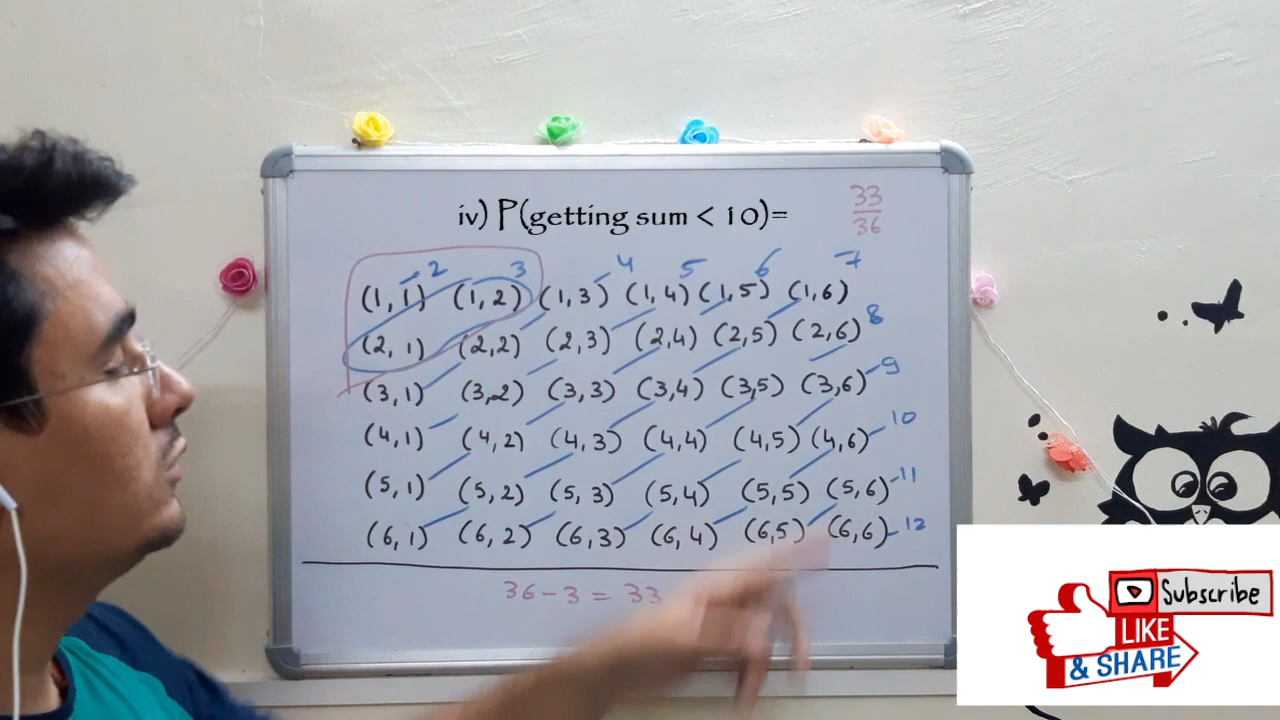 iv) P(getting sum < 10)=
33
36
2 3 4 5 6 7
(1, 1) (1, 2) (1, 3) (1, 4) (1, 5) (1, 6)
(2, 1) (2,2) (2,3) (2,4) (2,5) (2,6) 8
(3,1) (3,2) (3,3) (3,4) (3,5) (3,6) 9
(4,1) (4,2) (4,3) (4,4) (4,5) (4,6) 10
(5,1) (5,2) (5,3) (5,4) (5,5) (5,6) 11
(6,1) (6,2) (6,3) (6,4) (6,5) (6,6) 12
36-3 = 33
Subscribe
LIKE
& SHARE